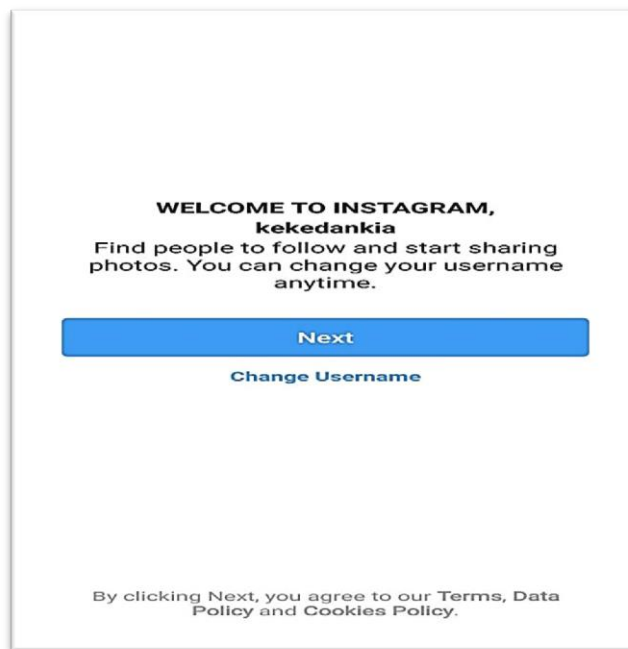 WELCOME TO INSTAGRAM,
kekedankia
Find people to follow and start sharing
photos. You can change your username
anytime.
Next
Change Username
By clicking Next, you agree to our Terms, Data
Policy and Cookies Policy.